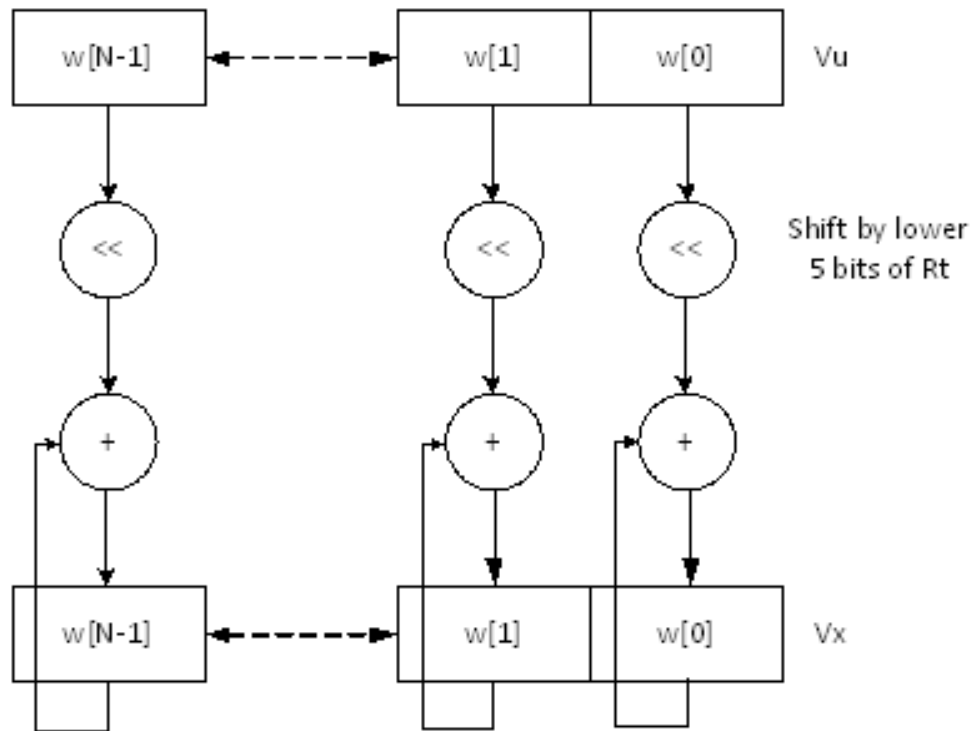 w[N-1] w[1] w[0] Vu
<< << <<
Shift by lower
5 bits of Rt
+ + +
w[N-1] w[1] w[0] Vx